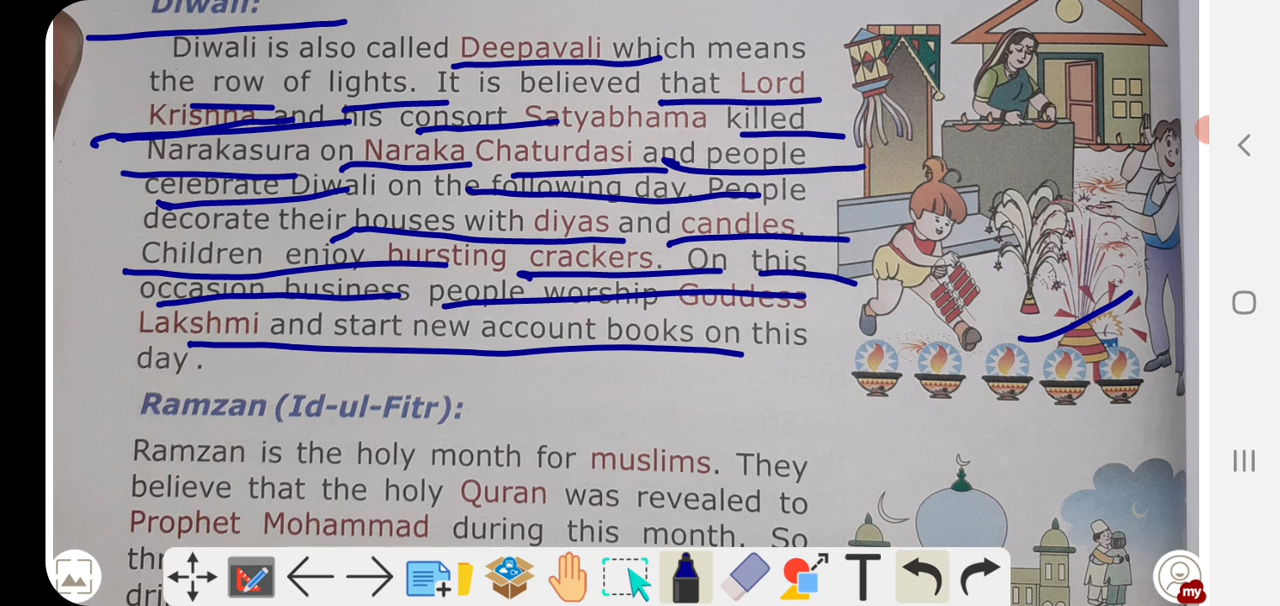 Diwali:
Diwali is also called Deepavali which means
the row of lights. It is believed that Lord
Krishna and his consort Satyabhama killed
Narakasura on Naraka Chaturdasi and people
celebrate Diwali on the following day. People
decorate their houses with diyas and candles.
Children enjoy bursting crackers. On this
occasion business people worship Goddess
Lakshmi and start new account books on this
day.
Ramzan (Id-ul-Fitr):
Ramzan is the holy month for muslims. They
believe that the holy Quran was revealed to
Prophet Mohammad during this month. So
T
my